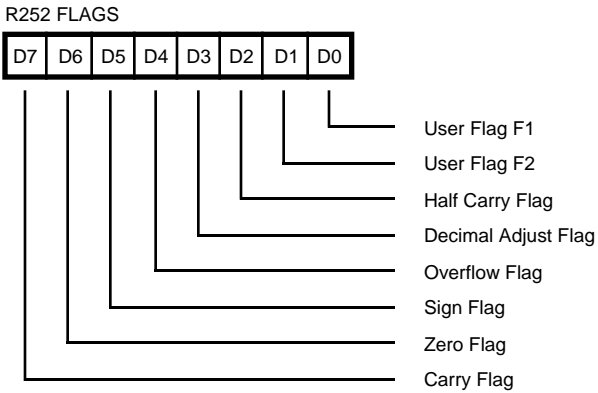 R252 FLAGS
D7 D6 D5 D4 D3 D2 D1 D0
User Flag F1
User Flag F2
Half Carry Flag
Decimal Adjust Flag
Overflow Flag
Sign Flag
Zero Flag
Carry Flag